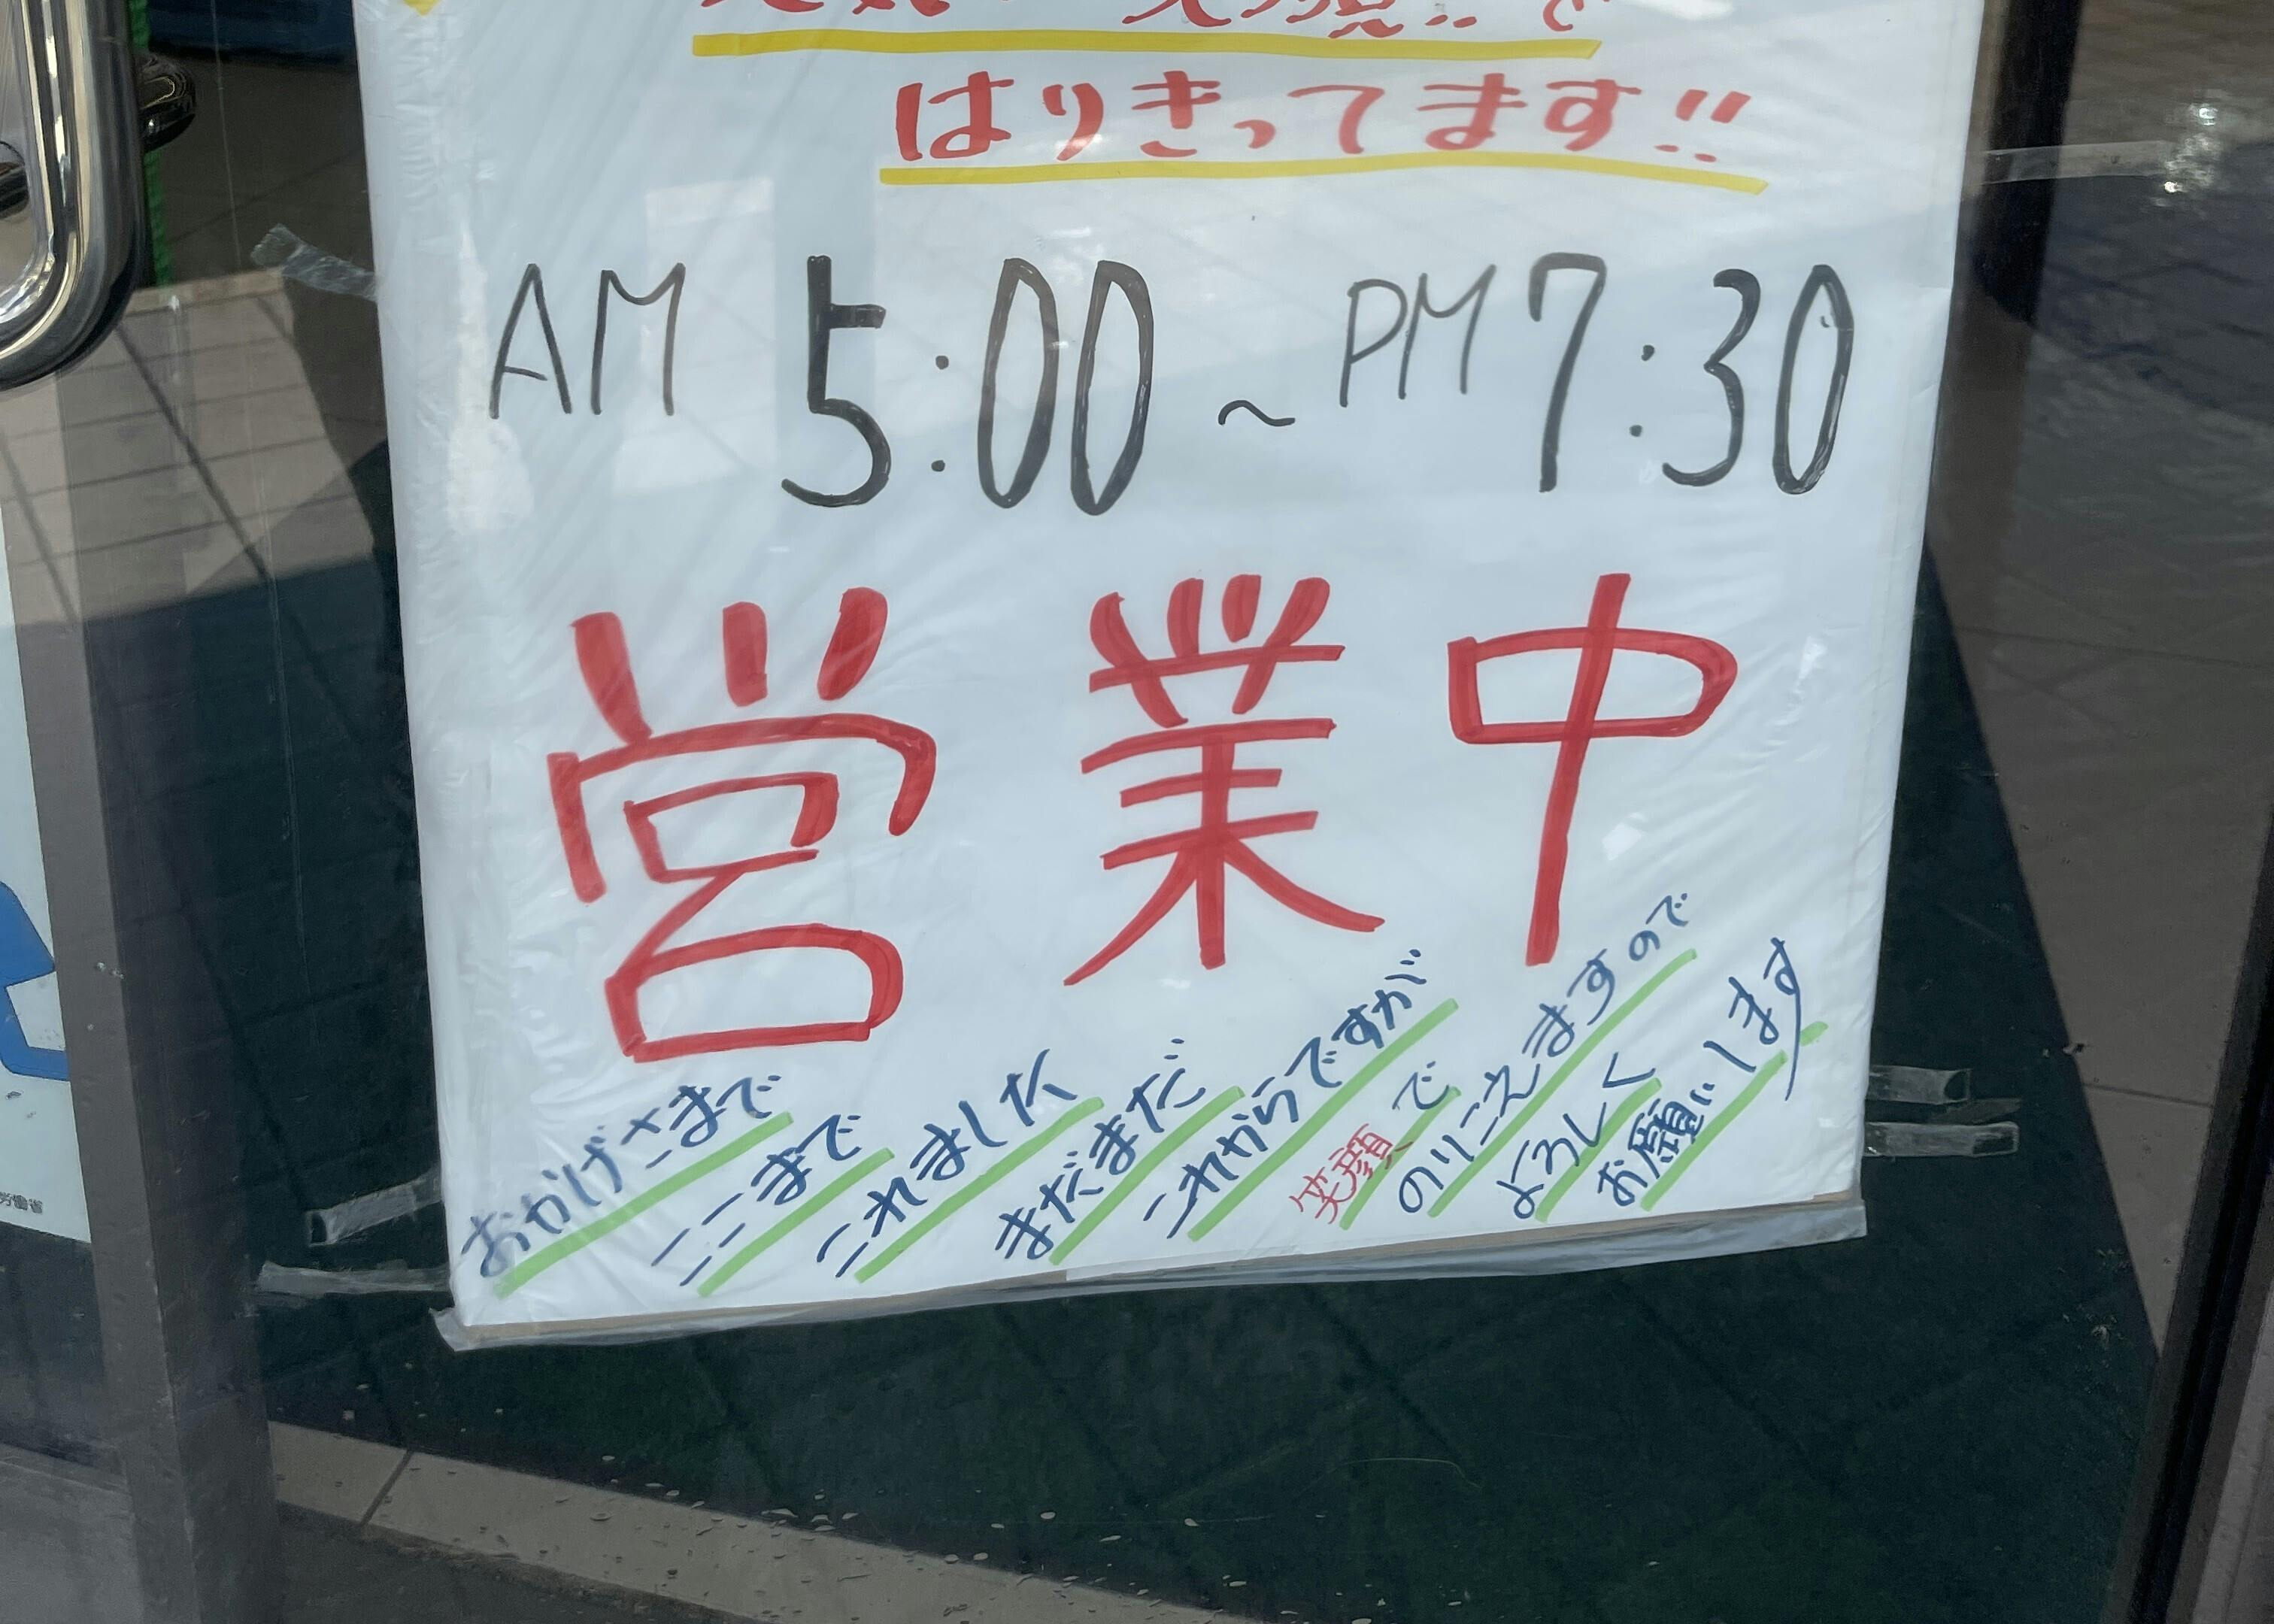 はりきってます!!
AM 5:00 ~ PM 7:30
営業中
おかげさまで
ここまで
これました
まだまだ
これからですが
笑顔で
のりこえますので
よろしく
お願いします